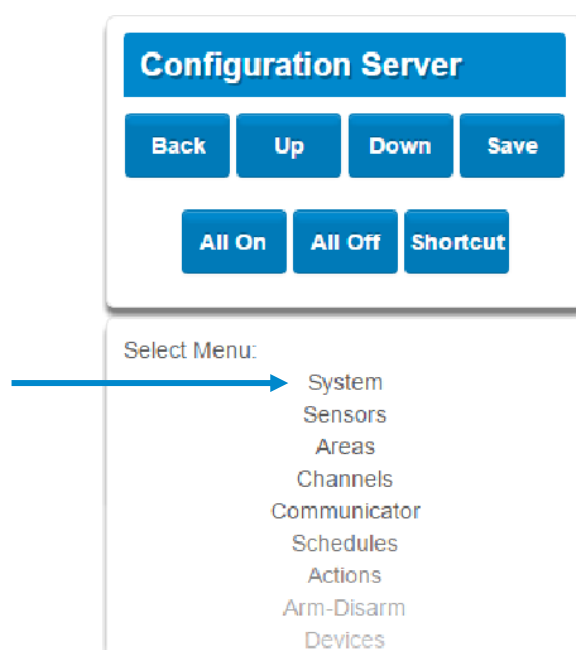 Configuration Server
Back Up Down Save
All On All Off Shortcut
Select Menu:
System
Sensors
Areas
Channels
Communicator
Schedules
Actions
Arm-Disarm
Devices